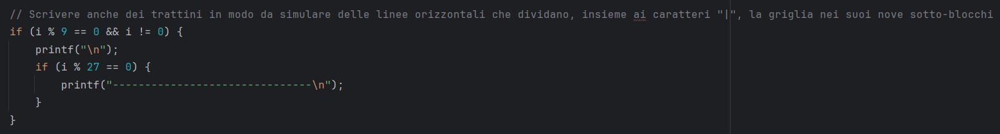 // Scrivere anche dei trattini in modo da simulare delle linee orizzontali che dividano, insieme ai caratteri "|", la griglia nei suoi nove sotto-blocchi
if (i % 9 == 0 && i != 0) {
    printf("\n");
    if (i % 27 == 0) {
        printf("-------------------------------\n");
    }
}